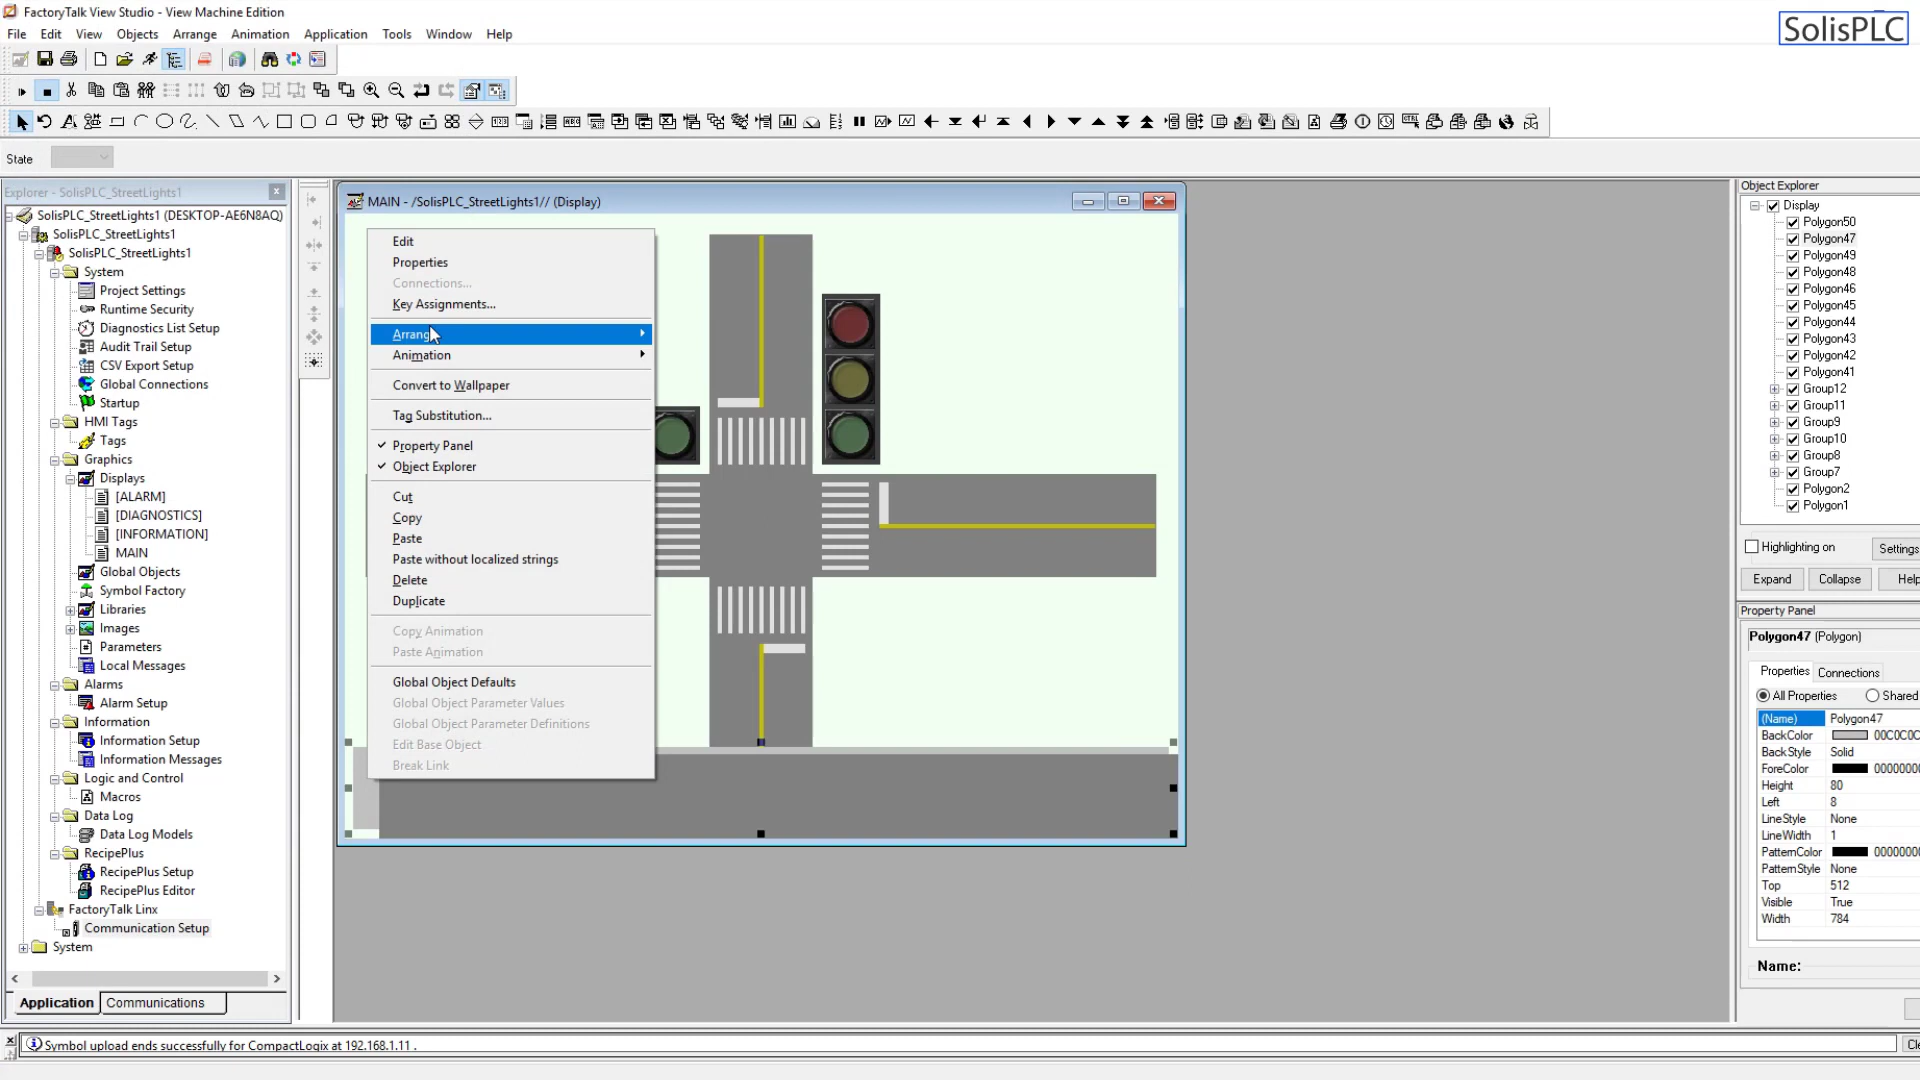 FactoryTalk View Studio - View Machine Edition
File Edit View Objects Arrange Animation Application Tools Window Help
SolisPLC
State
Explorer - SolisPLC_StreetLights1
SolisPLC_StreetLights1 (DESKTOP-AE6N8AQ)
SolisPLC_StreetLights1
SolisPLC_StreetLights1
System
Project Settings
Runtime Security
Diagnostics List Setup
Audit Trail Setup
CSV Export Setup
Global Connections
Startup
HMI Tags
Tags
Graphics
Displays
[ALARM]
[DIAGNOSTICS]
[INFORMATION]
MAIN
Global Objects
Symbol Factory
Libraries
Images
Parameters
Local Messages
Alarms
Alarm Setup
Information
Information Setup
Information Messages
Logic and Control
Macros
Data Log
Data Log Models
RecipePlus
RecipePlus Setup
RecipePlus Editor
FactoryTalk Linx
Communication Setup
System
Application Communications
MAIN - /SolisPLC_StreetLights1// (Display)
Edit
Properties
Connections...
Key Assignments...
Arrang
Animation
Convert to Wallpaper
Tag Substitution...
Property Panel
Object Explorer
Cut
Copy
Paste
Paste without localized strings
Delete
Duplicate
Copy Animation
Paste Animation
Global Object Defaults
Global Object Parameter Values
Global Object Parameter Definitions
Edit Base Object
Break Link
Object Explorer
Display
Polygon50
Polygon47
Polygon49
Polygon48
Polygon46
Polygon45
Polygon44
Polygon43
Polygon42
Polygon41
Group12
Group11
Group9
Group10
Group8
Group7
Polygon2
Polygon1
Highlighting on Settings
Expand Collapse Help
Property Panel
Polygon47 (Polygon)
Properties Connections
All Properties Shared
(Name) Polygon47
BackColor 00C0C0C
BackStyle Solid
ForeColor 0000000
Height 80
Left 8
LineStyle None
LineWidth 1
PatternColor 0000000
PatternStyle None
Top 512
Visible True
Width 784
Name:
Symbol upload ends successfully for CompactLogix at 192.168.1.11 .
Cle